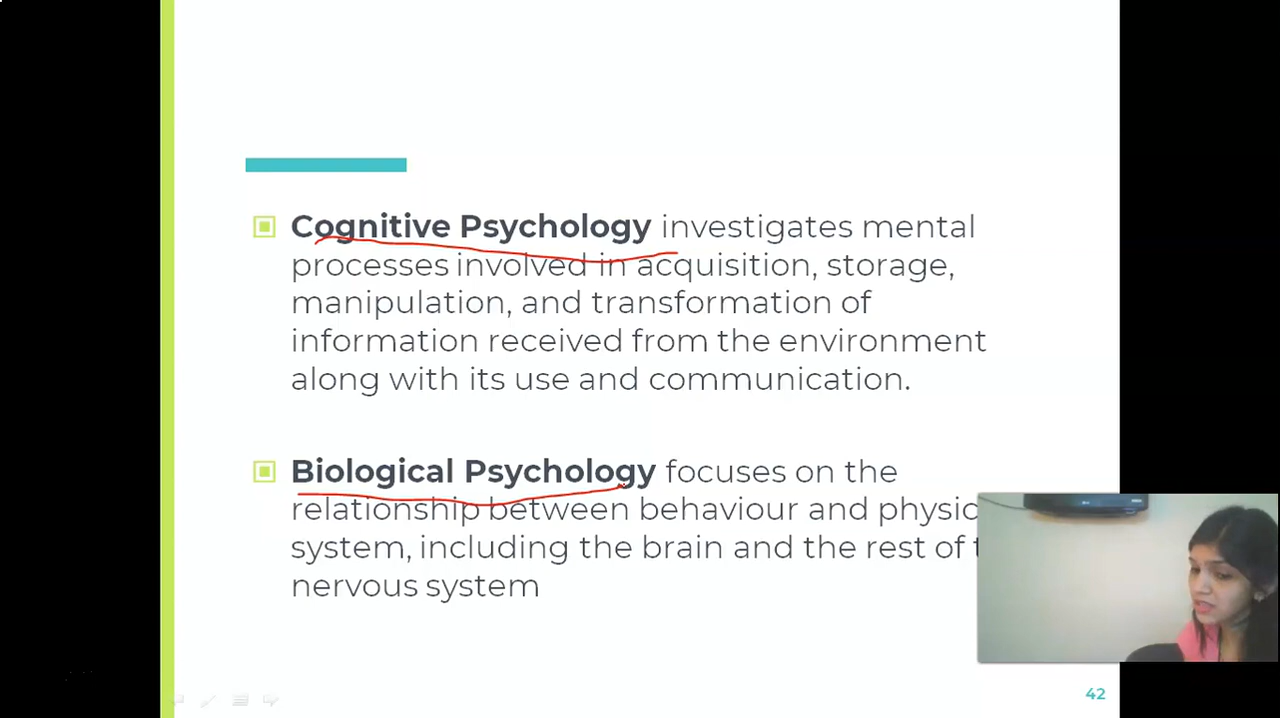 Cognitive Psychology investigates mental
processes involved in acquisition, storage,
manipulation, and transformation of
information received from the environment
along with its use and communication.
Biological Psychology focuses on the
relationship between behaviour and
system, including the brain and the rest of
nervous system
42